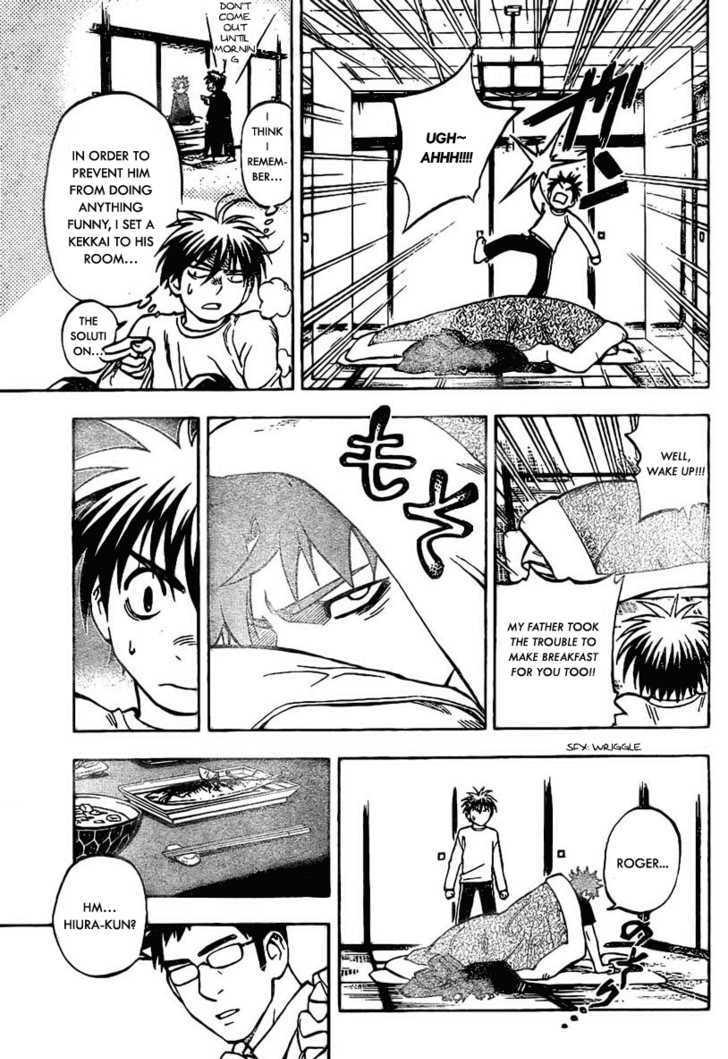 UGH~
AHHH!!!!
ガバ
DON'T
COME
OUT
UNTIL
MORNIN
G
I
THINK
I
REMEM-
BER...
IN ORDER TO
PREVENT HIM
FROM DOING
ANYTHING
FUNNY, I SET A
KEKKAI TO HIS
ROOM...
THE
SOLUTI
ON...
WELL,
WAKE UP!!!
MY FATHER TOOK
THE TROUBLE TO
MAKE BREAKFAST
FOR YOU TOO!!
もそ
SFX: WRIGGLE
ROGER...
HM...
HIURA-KUN?